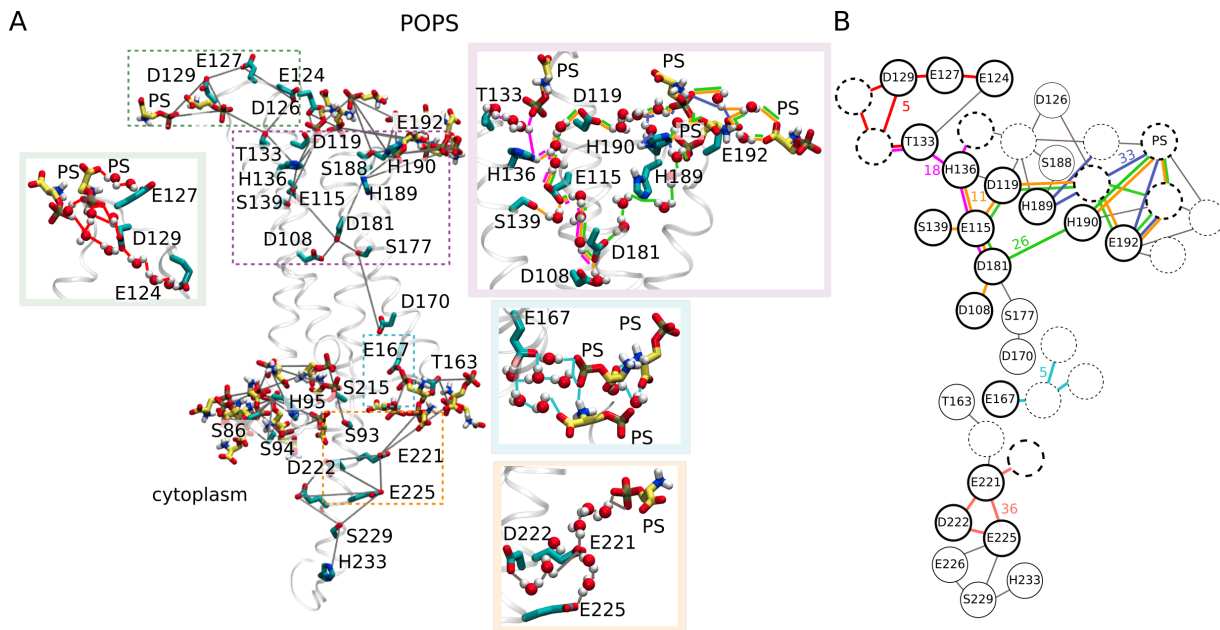 A
POPS
B
E127
D129
PS
E124
D126
E192
T133
D119
H136
S188
H190
S139
E115
H189
D181
D108
S177
D170
E167
T163
S215
H95
S86
S94
S93
D222
E221
cytoplasm
E225
S229
H233
PS
PS
E127
D129
E124
PS
T133
D119
PS
PS
H190
PS
H136
E192
E115
H189
S139
D181
D108
E167
PS
PS
PS
D222
E221
PS
E225
D129
E127
E124
5
D126
T133
PS
H136
S188
33
18
D119
11
H189
H190
S139
E115
26
E192
D181
D108
S177
D170
5
T163
E167
E221
36
D222
E225
E226
H233
S229